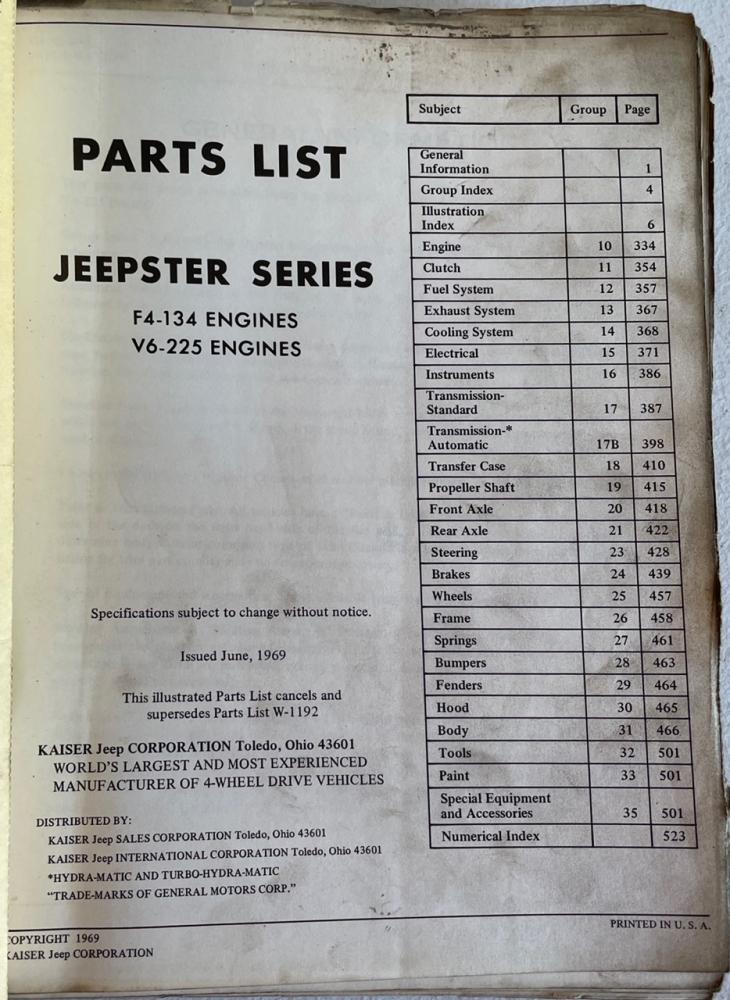 PARTS LIST
JEEPSTER SERIES
F4-134 ENGINES
V6-225 ENGINES
Specifications subject to change without notice.
Issued June, 1969
This illustrated Parts List cancels and
supersedes Parts List W-1192
KAISER Jeep CORPORATION Toledo, Ohio 43601
WORLD'S LARGEST AND MOST EXPERIENCED
MANUFACTURER OF 4-WHEEL DRIVE VEHICLES
DISTRIBUTED BY:
KAISER Jeep SALES CORPORATION Toledo, Ohio 43601
KAISER Jeep INTERNATIONAL CORPORATION Toledo, Ohio 43601
*HYDRA-MATIC AND TURBO-HYDRA-MATIC
"TRADE-MARKS OF GENERAL MOTORS CORP."
Subject Group Page
General
Information 1
Group Index 4
Illustration
Index 6
Engine 10 334
Clutch 11 354
Fuel System 12 357
Exhaust System 13 367
Cooling System 14 368
Electrical 15 371
Instruments 16 386
Transmission-
Standard 17 387
Transmission-*
Automatic 17B 398
Transfer Case 18 410
Propeller Shaft 19 415
Front Axle 20 418
Rear Axle 21 422
Steering 23 428
Brakes 24 439
Wheels 25 457
Frame 26 458
Springs 27 461
Bumpers 28 463
Fenders 29 464
Hood 30 465
Body 31 466
Tools 32 501
Paint 33 501
Special Equipment
and Accessories 35 501
Numerical Index 523
COPYRIGHT 1969
KAISER Jeep CORPORATION
PRINTED IN U. S. A.